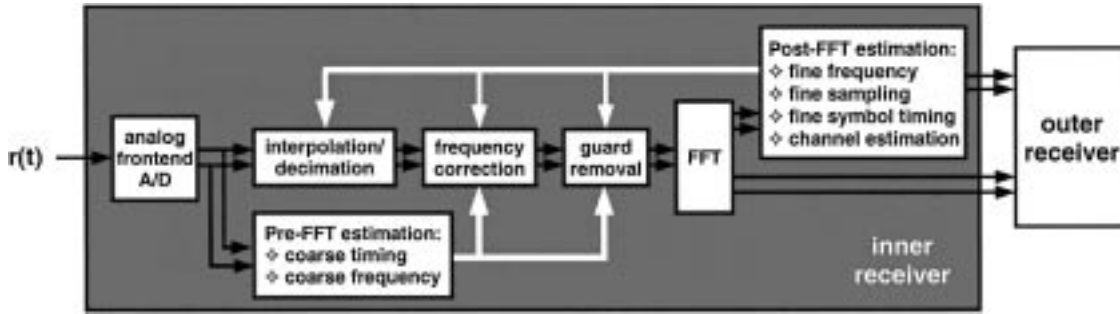 r(t)
analog
frontend
A/D
interpolation/
decimation
frequency
correction
guard
removal
FFT
Post-FFT estimation:
❖ fine frequency
❖ fine sampling
❖ fine symbol timing
❖ channel estimation
outer
receiver
Pre-FFT estimation:
❖ coarse timing
❖ coarse frequency
inner
receiver